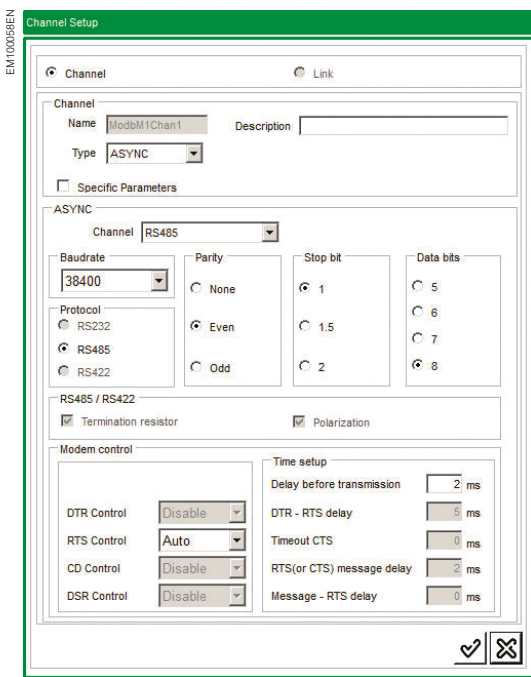 EM100058EN
Channel Setup
Channel
Link
Channel
Name ModbM1Chan1 Description
Type ASYNC
Specific Parameters
ASYNC
Channel RS485
Baudrate
38400
Parity
None
Even
Odd
Stop bit
1
1.5
2
Data bits
5
6
7
8
Protocol
RS232
RS485
RS422
RS485 / RS422
Termination resistor
Polarization
Modem control
DTR Control Disable
RTS Control Auto
CD Control Disable
DSR Control Disable
Time setup
Delay before transmission 2 ms
DTR - RTS delay 5 ms
Timeout CTS 0 ms
RTS(or CTS) message delay 2 ms
Message - RTS delay 0 ms